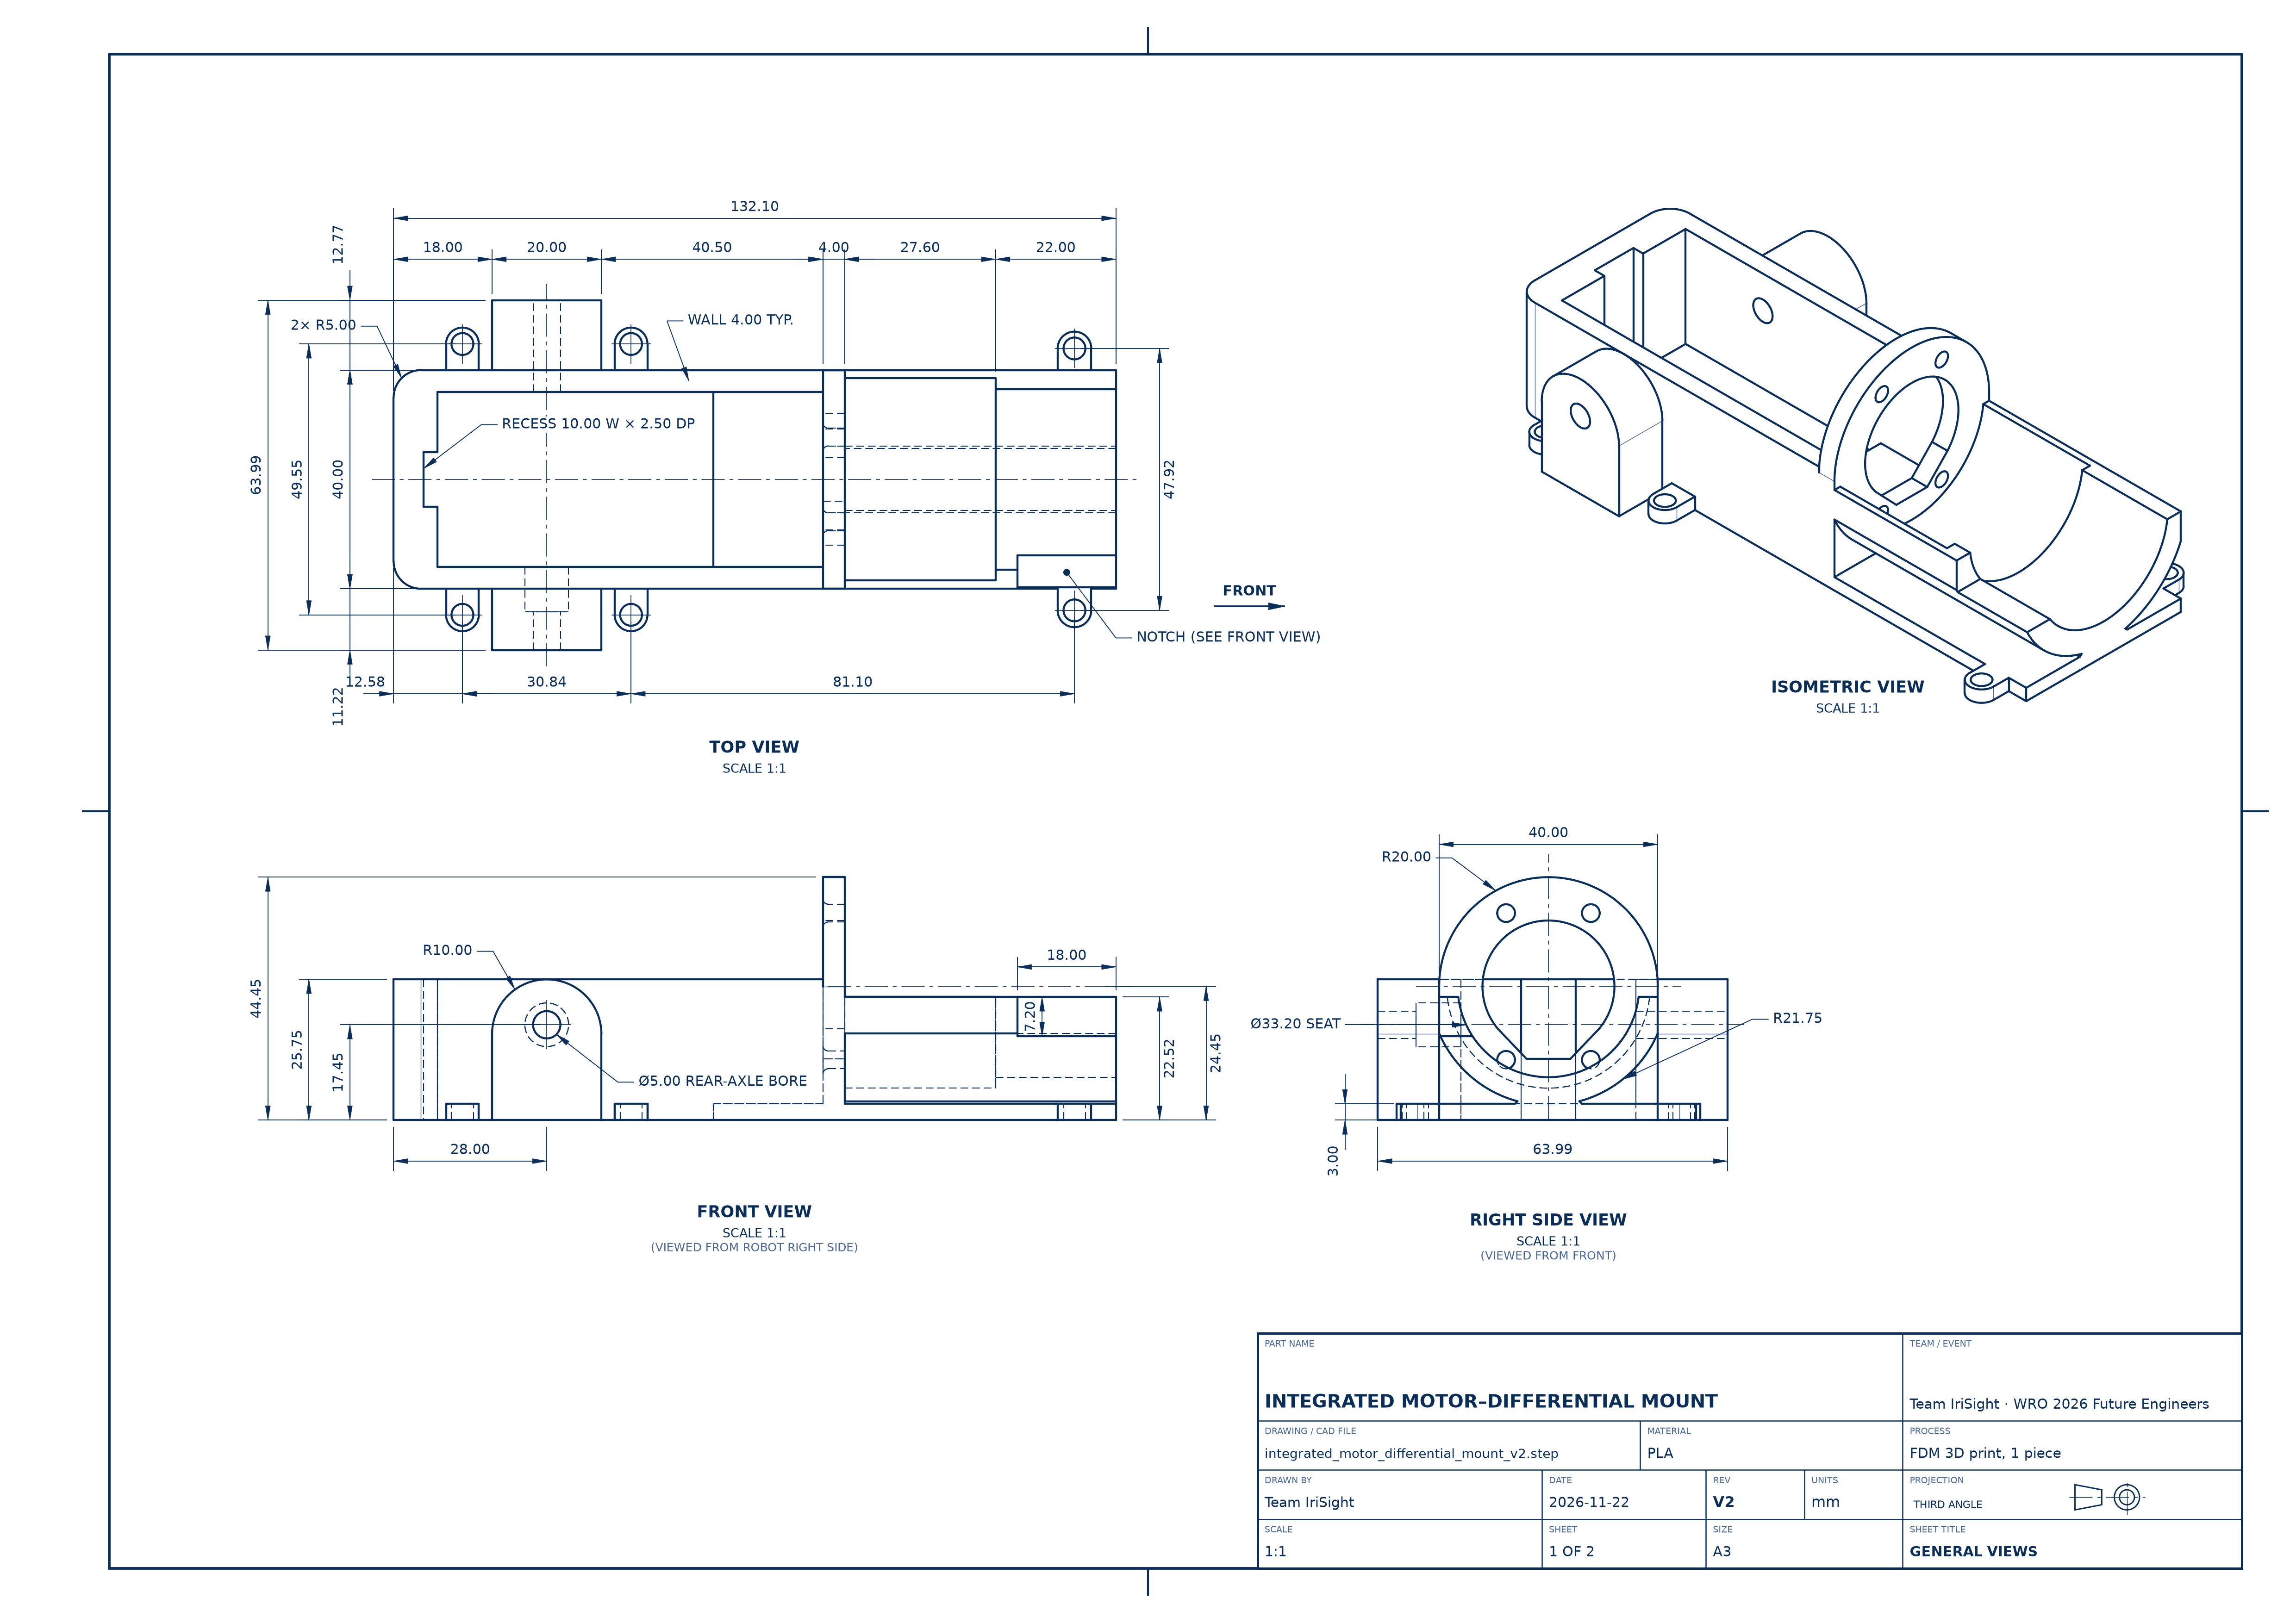 132.10
12.77
18.00
20.00
40.50
4.00
27.60
22.00
2× R5.00
WALL 4.00 TYP.
RECESS 10.00 W × 2.50 DP
63.99
49.55
40.00
47.92
FRONT
NOTCH (SEE FRONT VIEW)
12.58
30.84
81.10
11.22
TOP VIEW
SCALE 1:1
ISOMETRIC VIEW
SCALE 1:1
R10.00
18.00
7.20
44.45
25.75
17.45
Ø5.00 REAR-AXLE BORE
22.52
24.45
28.00
FRONT VIEW
SCALE 1:1
(VIEWED FROM ROBOT RIGHT SIDE)
40.00
R20.00
Ø33.20 SEAT
R21.75
3.00
63.99
RIGHT SIDE VIEW
SCALE 1:1
(VIEWED FROM FRONT)
PART NAME
INTEGRATED MOTOR–DIFFERENTIAL MOUNT
TEAM / EVENT
Team IriSight · WRO 2026 Future Engineers
DRAWING / CAD FILE
integrated_motor_differential_mount_v2.step
MATERIAL
PLA
PROCESS
FDM 3D print, 1 piece
DRAWN BY
Team IriSight
DATE
2026-11-22
REV
V2
UNITS
mm
PROJECTION
THIRD ANGLE
SCALE
1:1
SHEET
1 OF 2
SIZE
A3
SHEET TITLE
GENERAL VIEWS